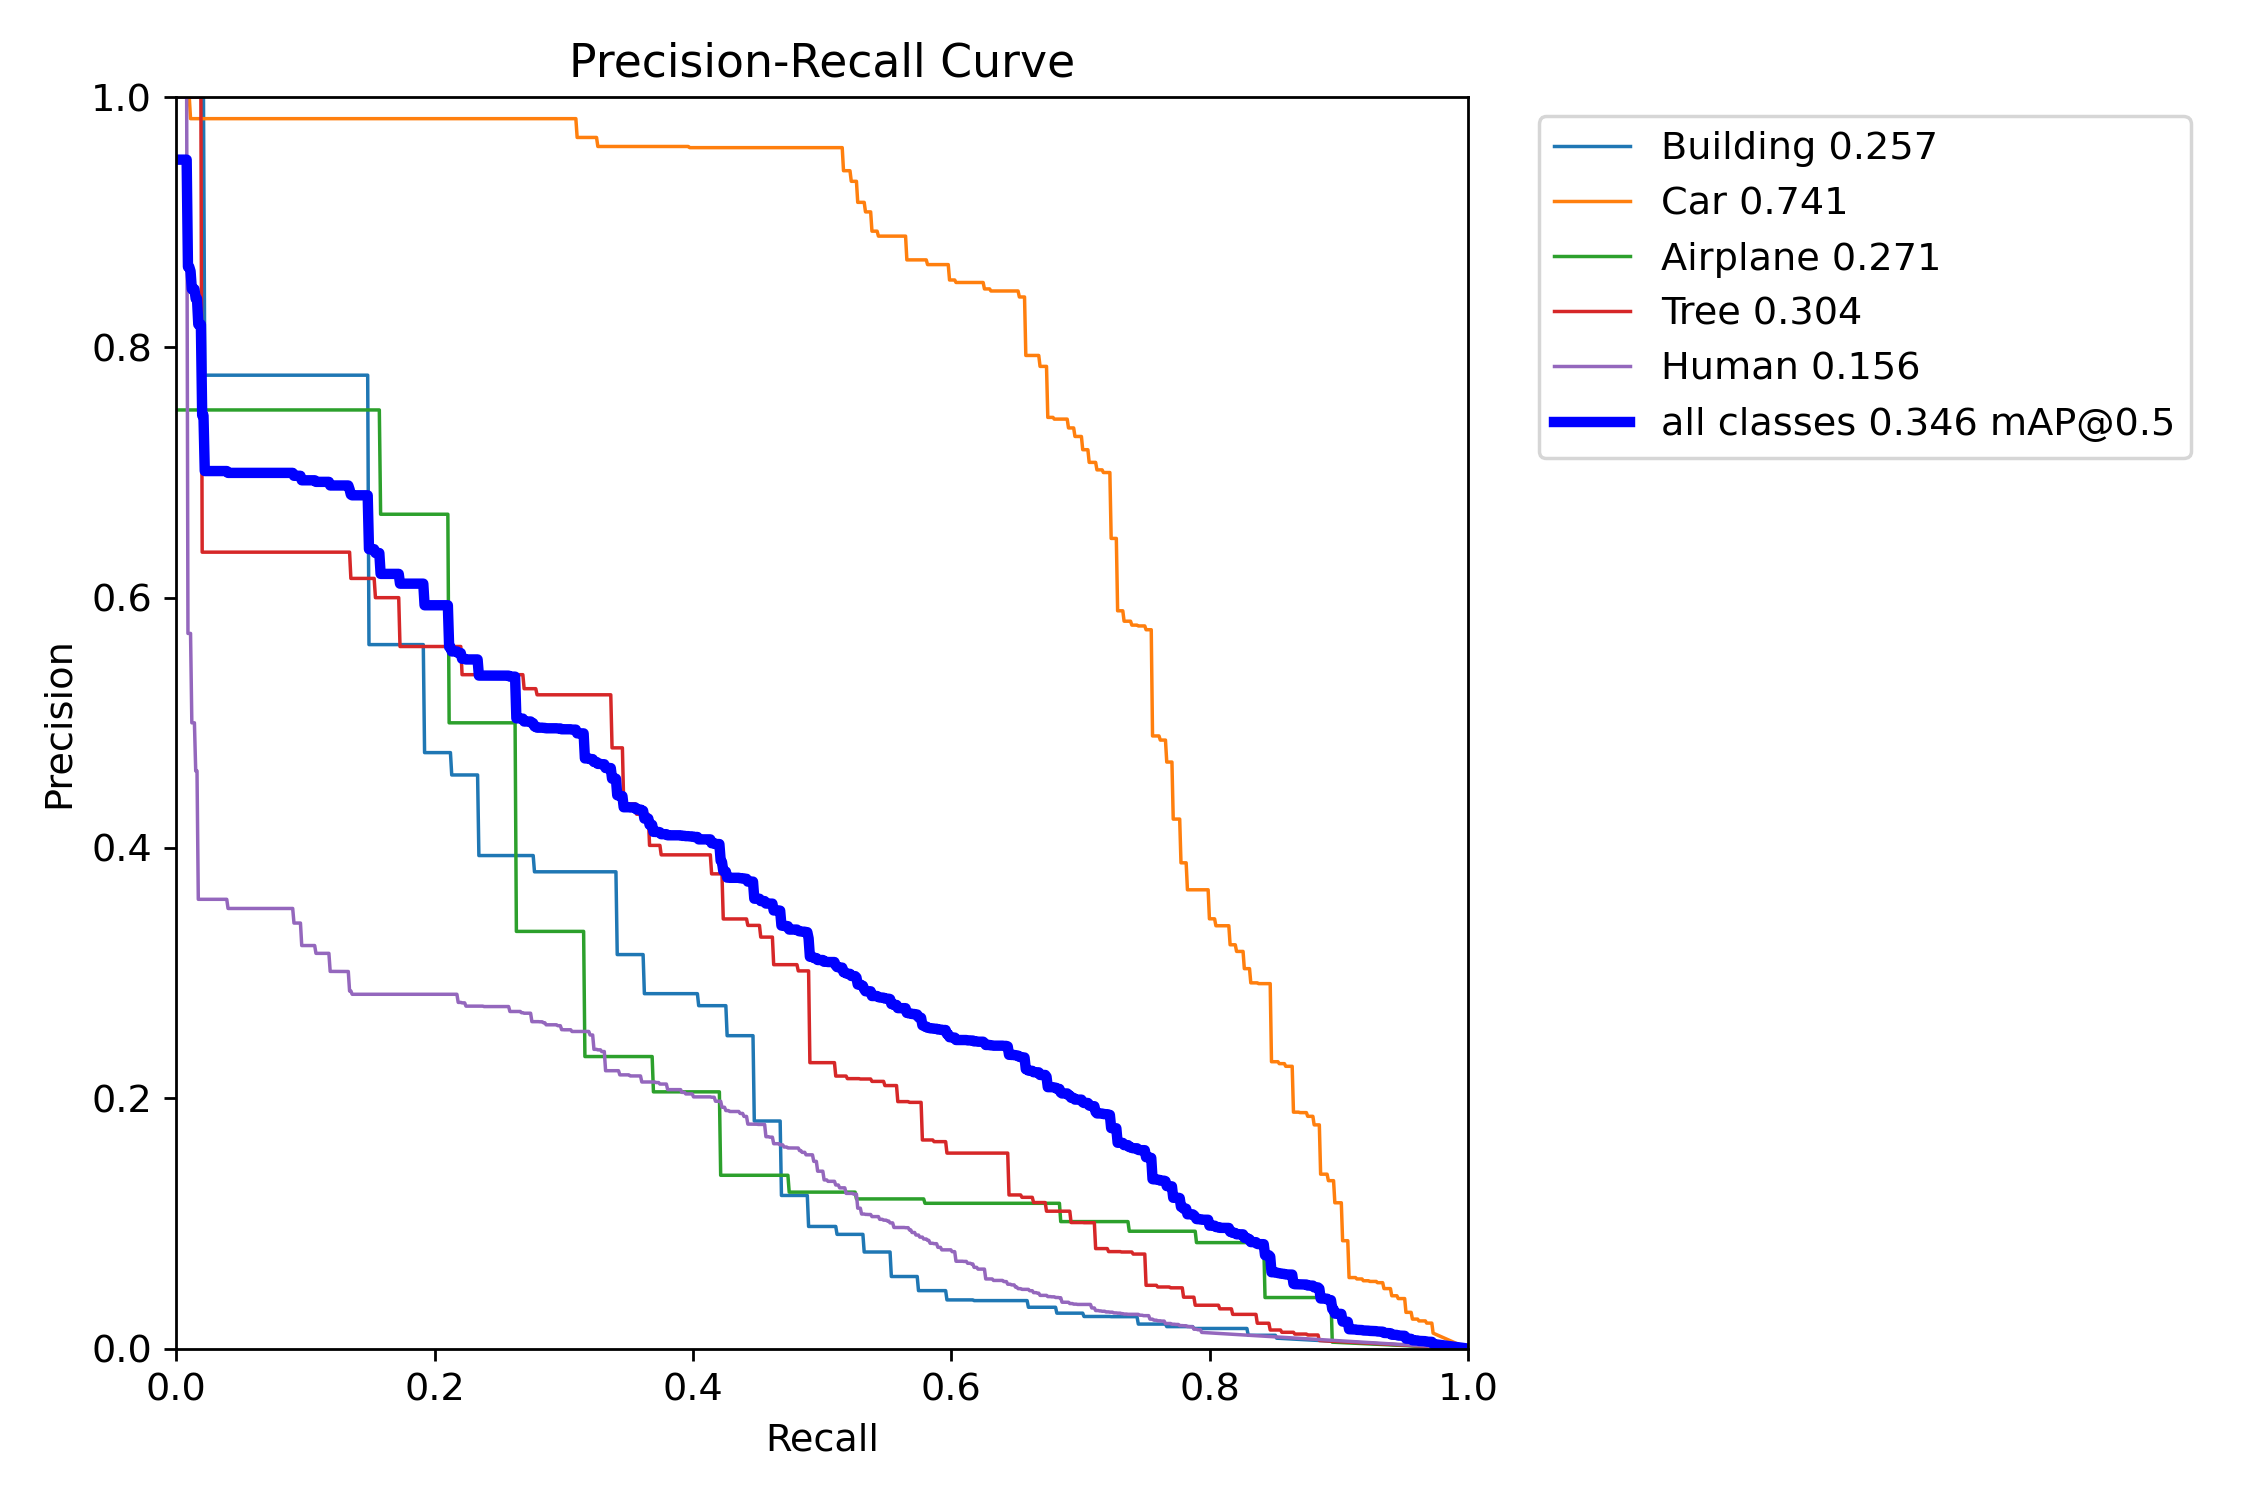 Precision-Recall Curve
1.0
0.8
0.6
0.4
0.2
0.0
Precision
0.0 0.2 0.4 0.6 0.8 1.0
Recall
Building 0.257
Car 0.741
Airplane 0.271
Tree 0.304
Human 0.156
all classes 0.346 mAP@0.5